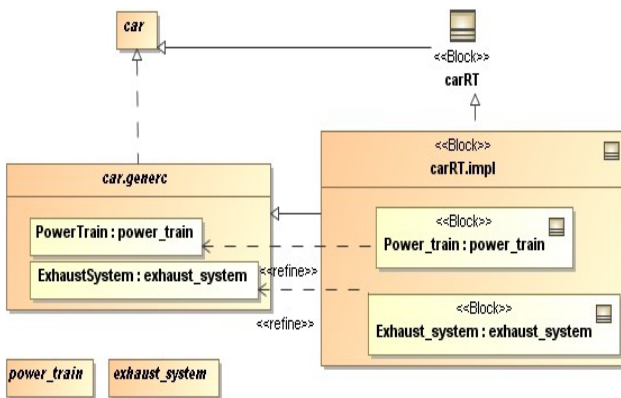 car
<<Block>>
carRT
<<Block>>
carRT.impl
car.generc
PowerTrain : power_train
ExhaustSystem : exhaust_system
<<Block>>
Power_train : power_train
<<refine>>
<<Block>>
Exhaust_system : exhaust_system
<<refine>>
power_train
exhaust_system